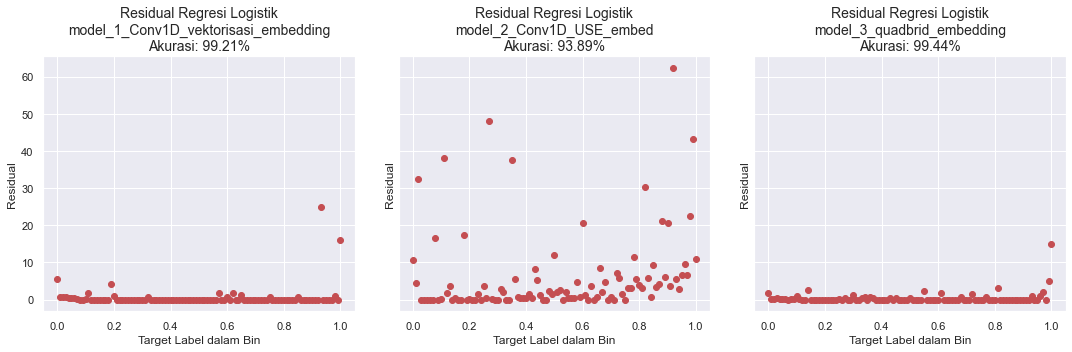 Residual Regresi Logistik
model_1_Conv1D_vektorisasi_embedding
Akurasi: 99.21%
Residual Regresi Logistik
model_2_Conv1D_USE_embed
Akurasi: 93.89%
Residual Regresi Logistik
model_3_quadbrid_embedding
Akurasi: 99.44%
60
50
40
30
20
10
0
Residual
0.0 0.2 0.4 0.6 0.8 1.0
Target Label dalam Bin
Residual
0.0 0.2 0.4 0.6 0.8 1.0
Target Label dalam Bin
Residual
0.0 0.2 0.4 0.6 0.8 1.0
Target Label dalam Bin